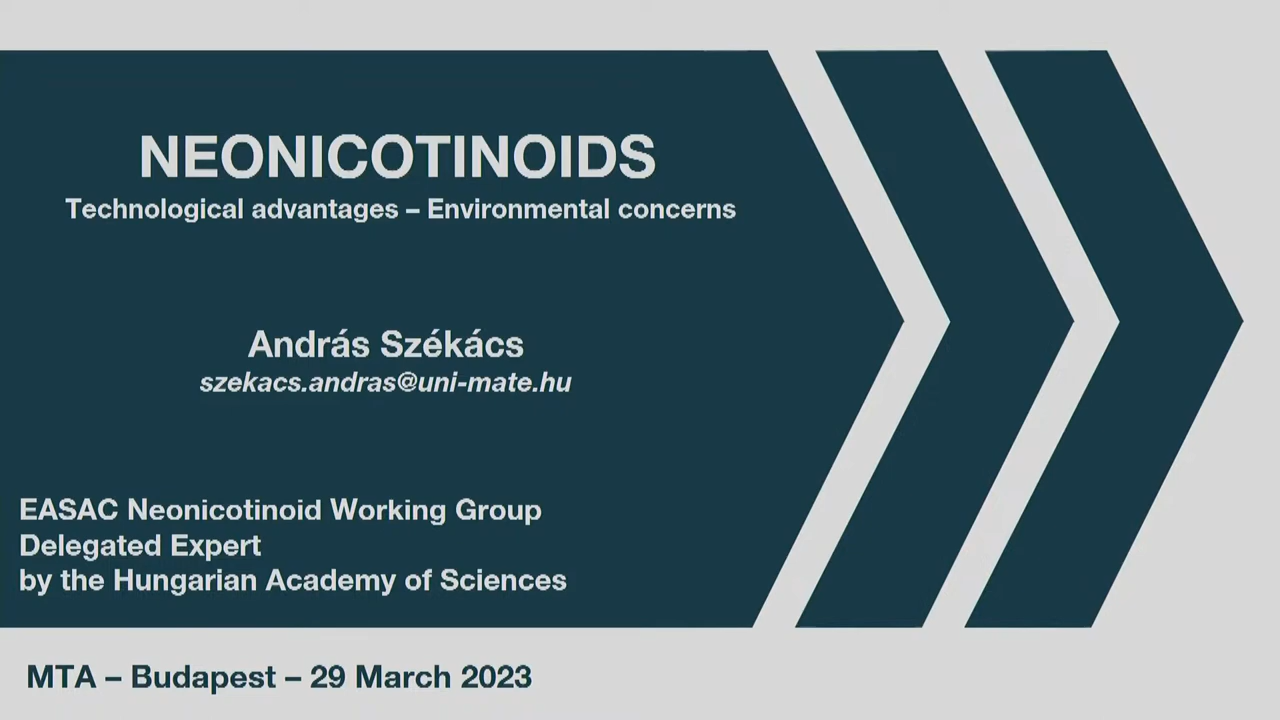 NEONICOTINOIDS
Technological advantages – Environmental concerns
András Székács
szekacs.andras@uni-mate.hu
EASAC Neonicotinoid Working Group
Delegated Expert
by the Hungarian Academy of Sciences
MTA – Budapest – 29 March 2023